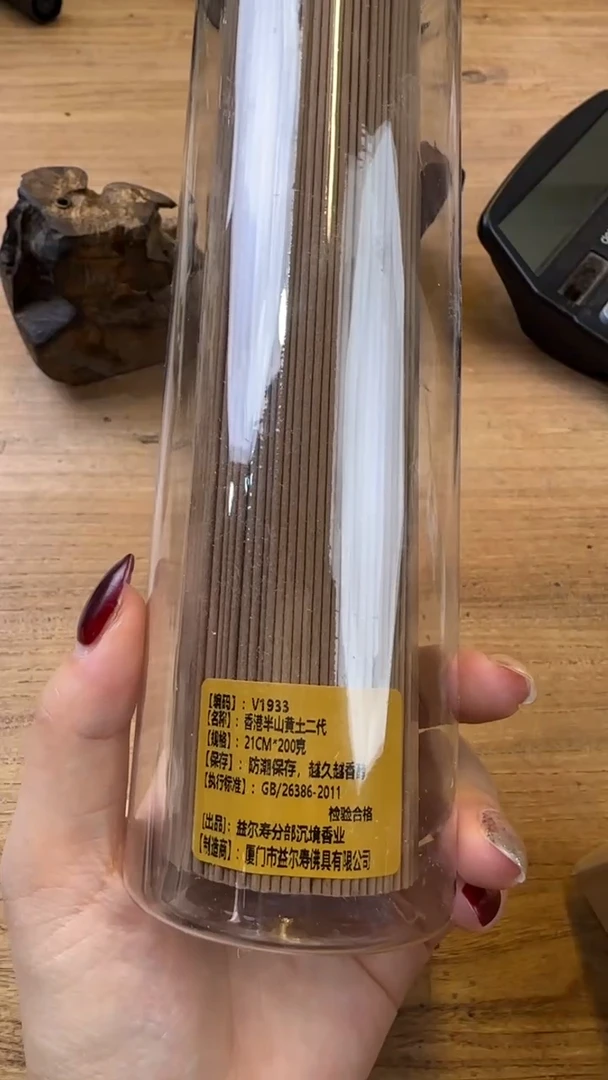 【编码】：V1933
【名称】：香港半山黄土二代
【规格】：21CM*200克
【保存】：防潮保存，越久越香醇
【执行标准】：GB/26386-2011
检验合格
【出品】：益尔寿分部沉境香业
【制造商】：厦门市益尔寿佛具有限公司